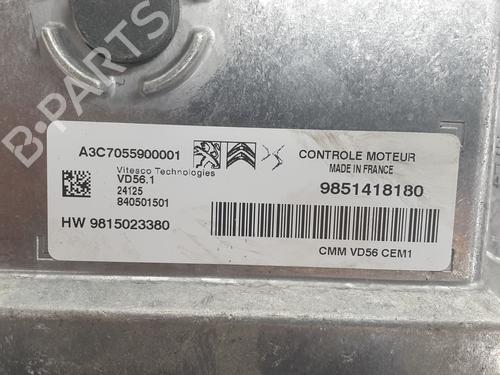 B-PARTS
A3C7055900001
Vitesco Technologies
VD56.1
24125
840501501
HW 9815023380
CONTROLE MOTEUR
MADE IN FRANCE
9851418180
CMM VD56 CEM1